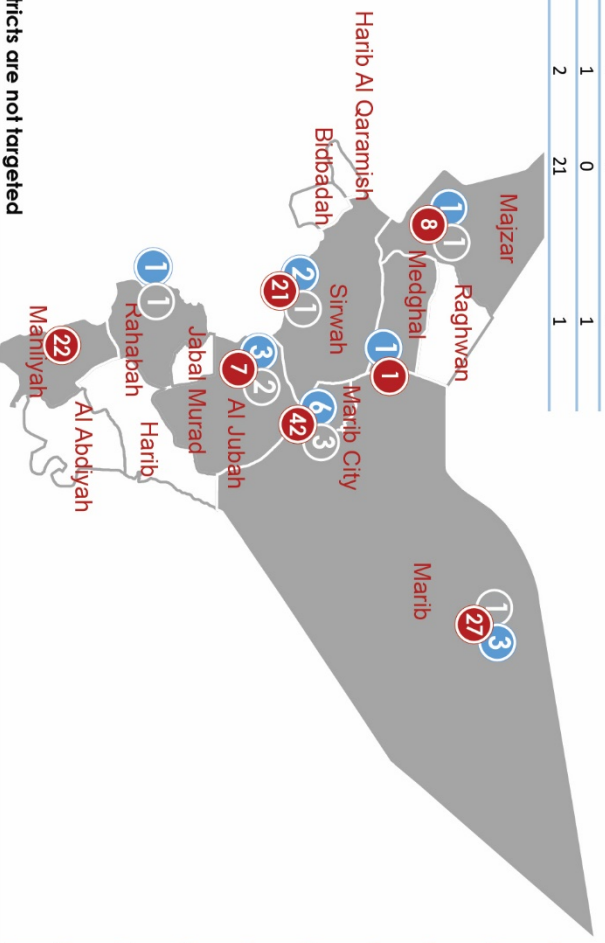 1 0 1
2 21 1
Majzar
1 3
27
Raghwan
1 1
8
Marib
Medghal
1 1
Harib Al Qaramish
Marib City
Sirwah
Bidbadah
6 3
42
2 1
21
3 2
7
Al Jubah
Jabal Murad
1 1
Harib
Rahabah
Al Abdiyah
22
Mahliyah
ricts are not targeted